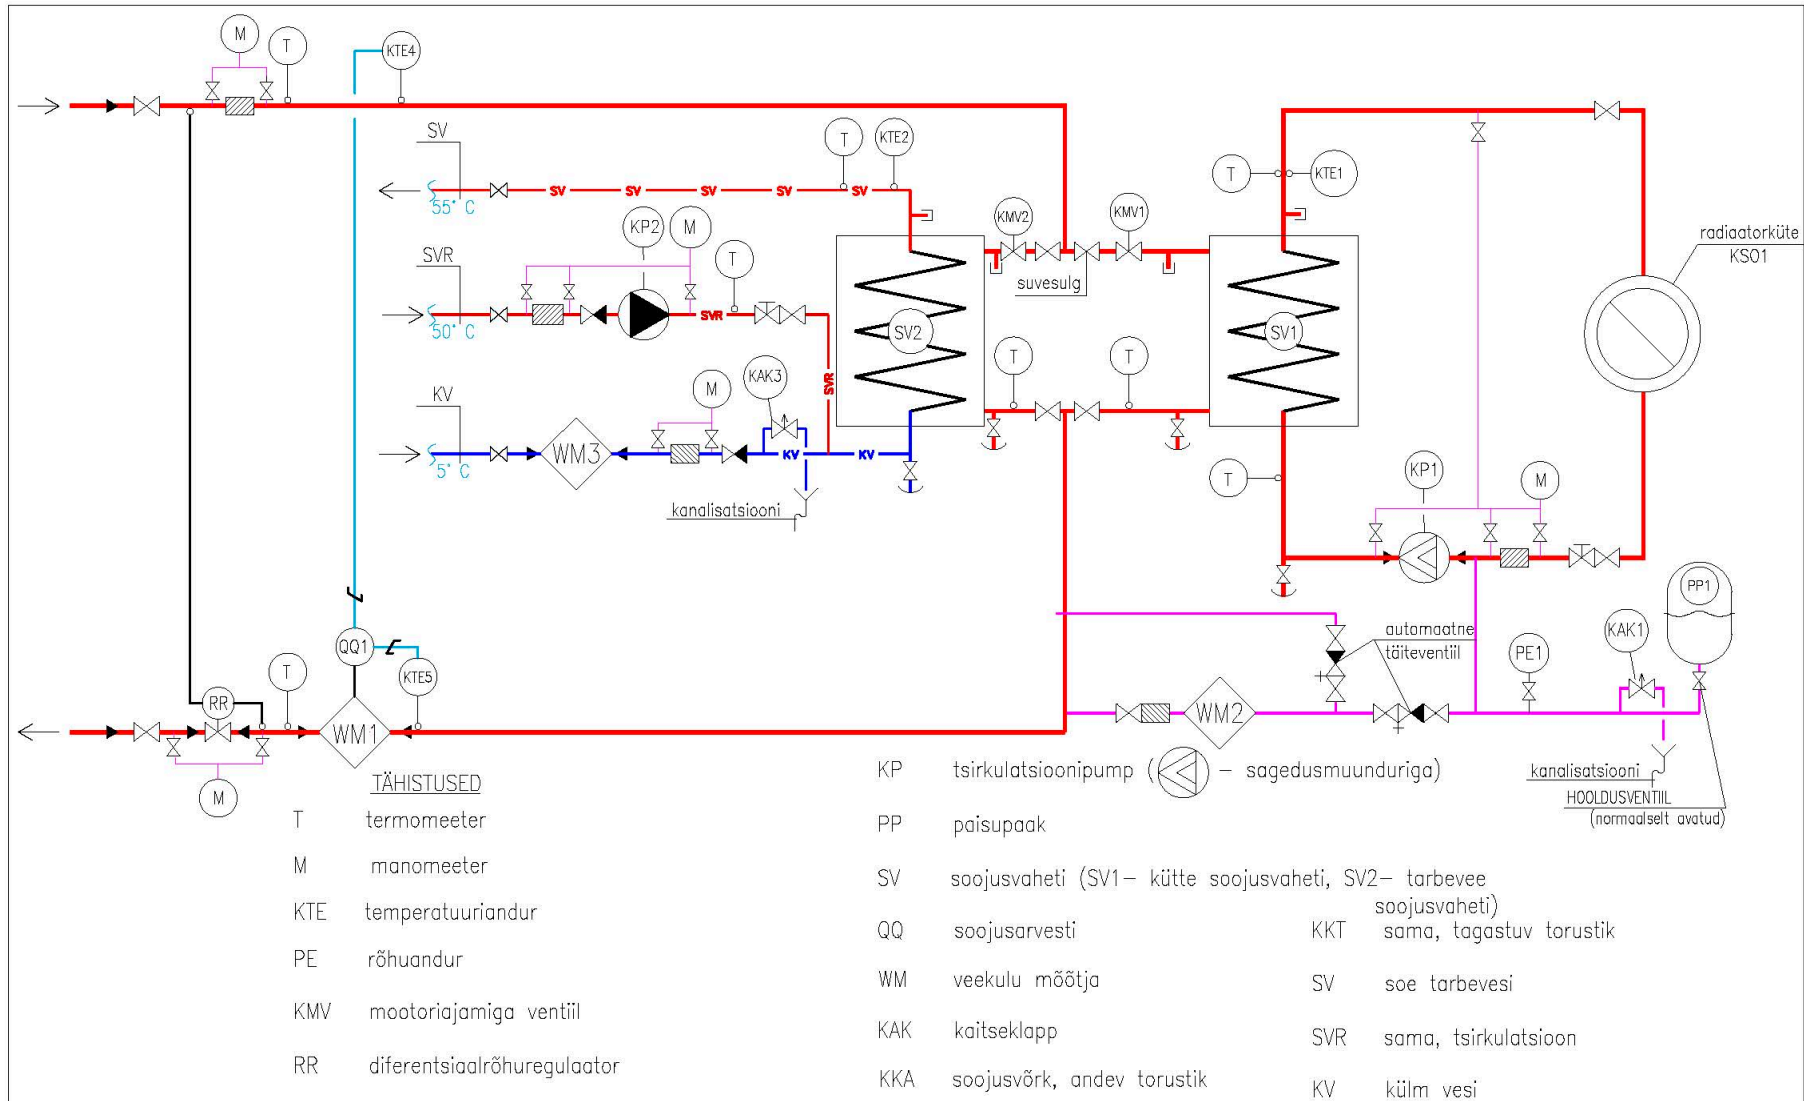 M
T
KTE4
SV
T
KTE2
55° C
KP2
M
SVR
T
SVR
50° C
KV
M
KAK3
SVR
5° C
WM3
KV
KV
kanalisatsiooni
SV SV SV SV SV
SV2
KMV2
KMV1
suvesulg
T
T
T
KTE1
SV1
radiaatorküte
KSO1
T
KP1
M
PP1
automaatne
täiteventiil
PE1
KAK1
WM2
kanalisatsiooni
HOOLDUSVENTIIL
(normaalselt avatud)
QQ1
KTE5
T
RR
WM1
M
TÄHISTUSED
T termomeeter
M manomeeter
KTE temperatuuriandur
PE rõhuandur
KMV mootoriajamiga ventiil
RR diferentsiaalrõhuregulaator
KP tsirkulatsioonipump ( – sagedusmuunduriga)
PP paisupaak
SV soojusvaheti (SV1– kütte soojusvaheti, SV2– tarbevee
soojusvaheti)
QQ soojusarvesti
WM veekulu mõõtja
KAK kaitseklapp
KKA soojusvõrk, andev torustik
KKT sama, tagastuv torustik
SV soe tarbevesi
SVR sama, tsirkulatsioon
KV külm vesi